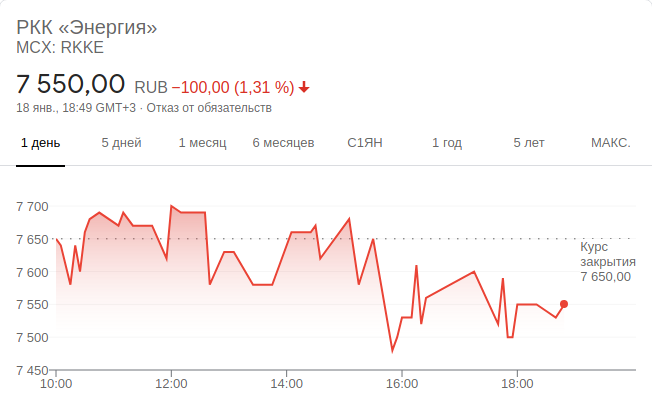 РКК «Энергия»
MCX: RKKE
7 550,00 RUB −100,00 (1,31 %)
18 янв., 18:49 GMT+3 · Отказ от обязательств
1 день 5 дней 1 месяц 6 месяцев С1ЯН 1 год 5 лет МАКС.
7 700
7 650
7 600
7 550
7 500
7 450
Курс
закрытия
7 650,00
10:00 12:00 14:00 16:00 18:00